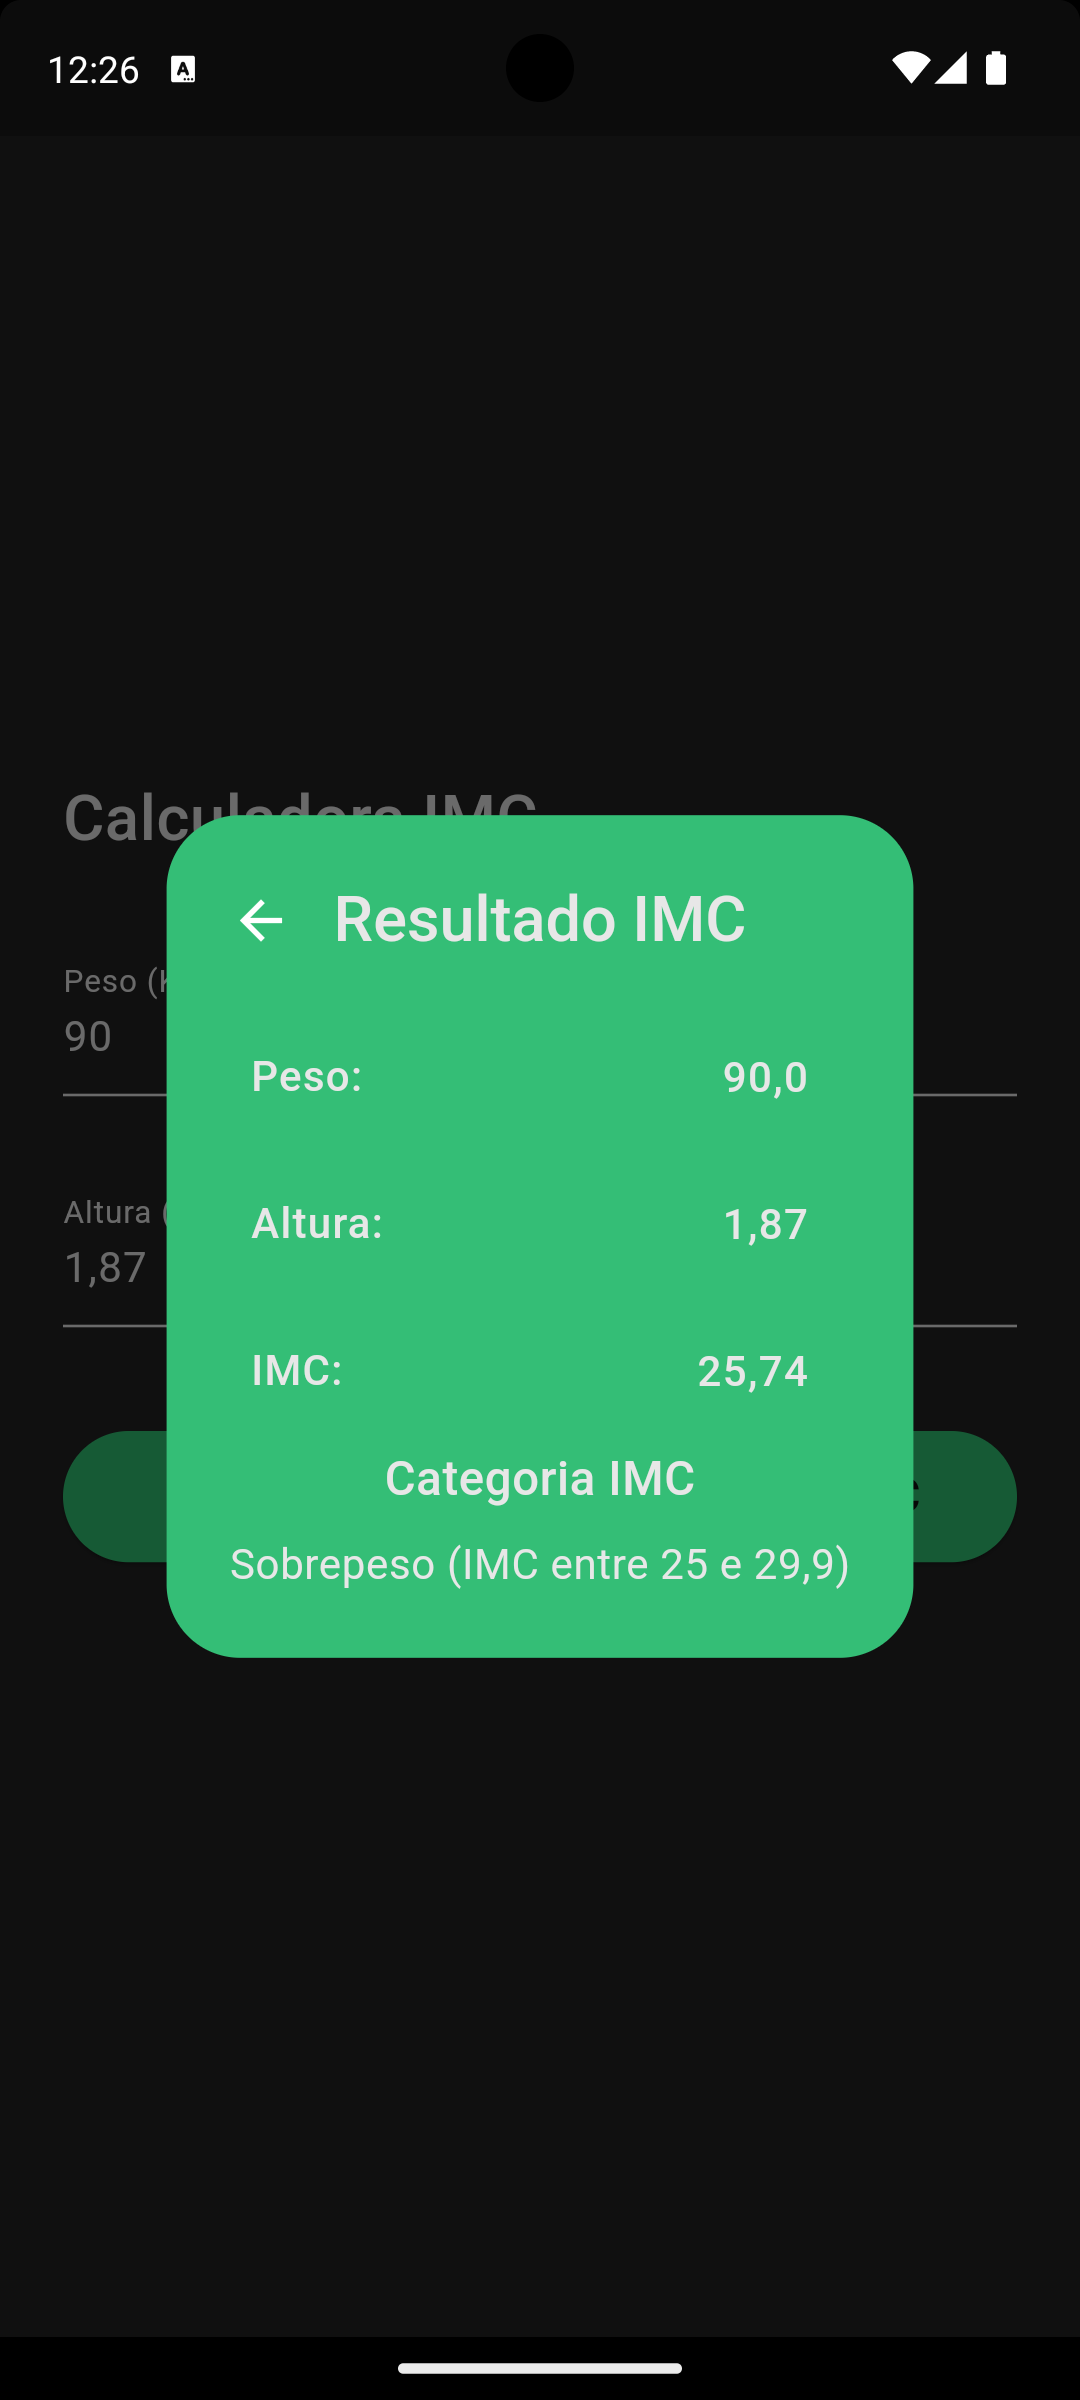 12:26
Resultado IMC
Peso:
90,0
Altura:
1,87
IMC:
25,74
Categoria IMC
Sobrepeso (IMC entre 25 e 29,9)
Calculadora IMC
Peso (K
90
Altura (
1,87